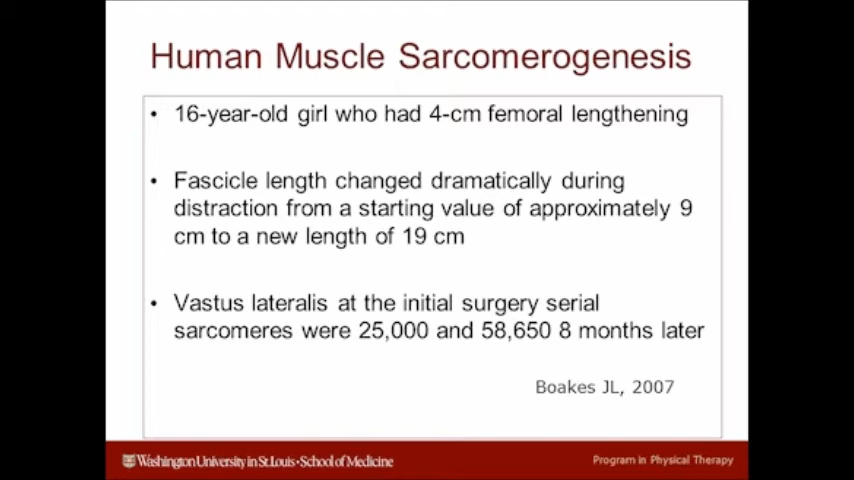 Human Muscle Sarcomerogenesis
• 16-year-old girl who had 4-cm femoral lengthening
• Fascicle length changed dramatically during
distraction from a starting value of approximately 9
cm to a new length of 19 cm
• Vastus lateralis at the initial surgery serial
sarcomeres were 25,000 and 58,650 8 months later
Boakes JL, 2007
Washington University in St. Louis • School of Medicine
Program in Physical Therapy